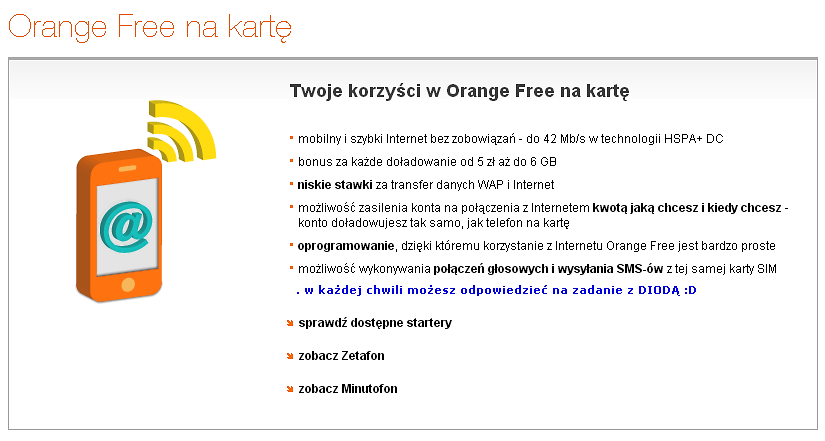 Orange Free na kartę
Twoje korzyści w Orange Free na kartę
mobilny i szybki Internet bez zobowiązań - do 42 Mb/s w technologii HSPA+ DC
bonus za każde doładowanie od 5 zł aż do 6 GB
niskie stawki za transfer danych WAP i Internet
możliwość zasilenia konta na połączenia z Internetem kwotą jaką chcesz i kiedy chcesz -
konto doładowujesz tak samo, jak telefon na kartę
oprogramowanie, dzięki któremu korzystanie z Internetu Orange Free jest bardzo proste
możliwość wykonywania połączeń głosowych i wysyłania SMS-ów z tej samej karty SIM
. w każdej chwili możesz odpowiedzieć na zadanie z DIODĄ :D
sprawdź dostępne startery
zobacz Zetafon
zobacz Minutofon
@